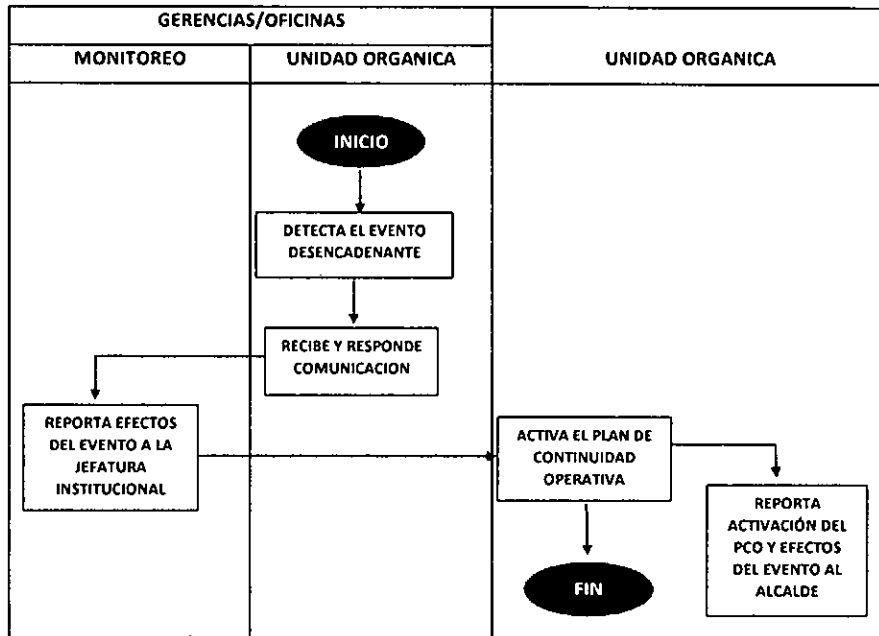 GERENCIAS/OFICINAS
MONITOREO
UNIDAD ORGANICA
UNIDAD ORGANICA
INICIO
DETECTA EL EVENTO
DESENCADENANTE
RECIBE Y RESPONDE
COMUNICACION
REPORTA EFECTOS
DEL EVENTO A LA
JEFATURA
INSTITUCIONAL
ACTIVA EL PLAN DE
CONTINUIDAD
OPERATIVA
REPORTA
ACTIVACIÓN DEL
PCO Y EFECTOS
DEL EVENTO AL
ALCALDE
FIN